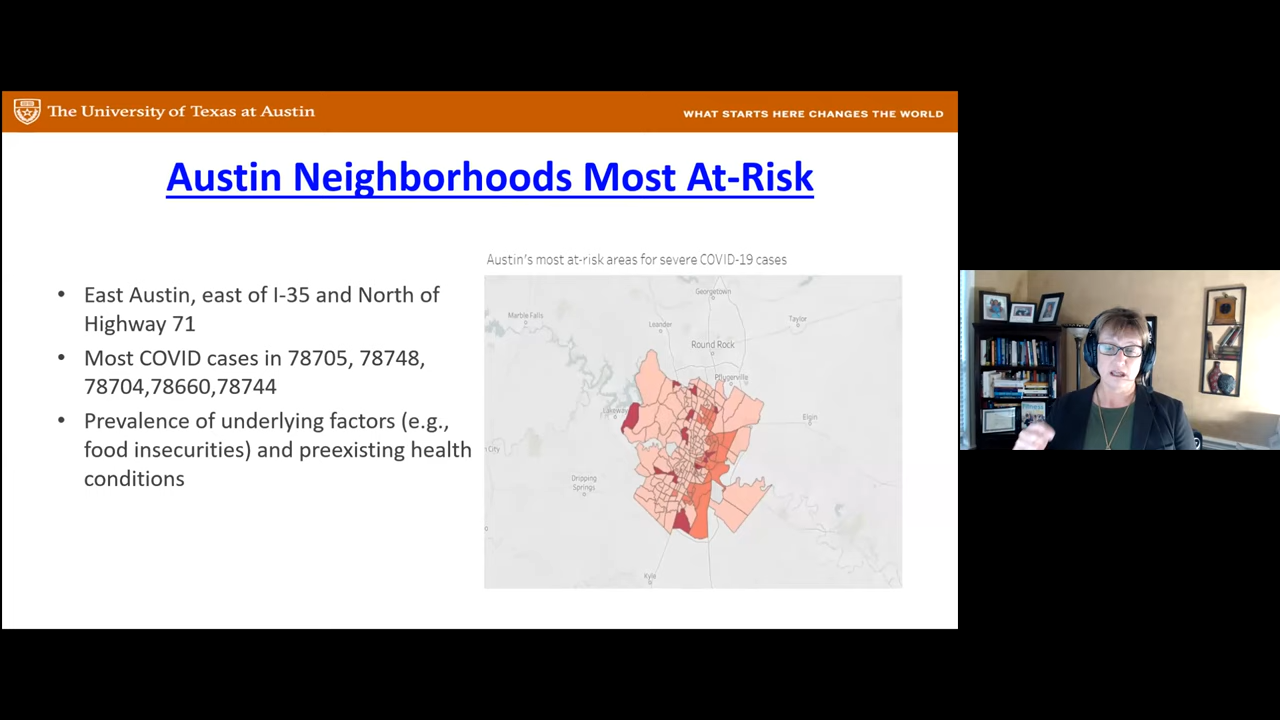 The University of Texas at Austin
WHAT STARTS HERE CHANGES THE WORLD
Austin Neighborhoods Most At-Risk
• East Austin, east of I-35 and North of
Highway 71
• Most COVID cases in 78705, 78748,
78704,78660,78744
• Prevalence of underlying factors (e.g.,
food insecurities) and preexisting health
conditions
Austin's most at-risk areas for severe COVID-19 cases
Georgetown
Marble Falls
Leander
Taylor
Round Rock
Pflugerville
Lakeway
Elgin
City
Dripping
Springs
Kyle